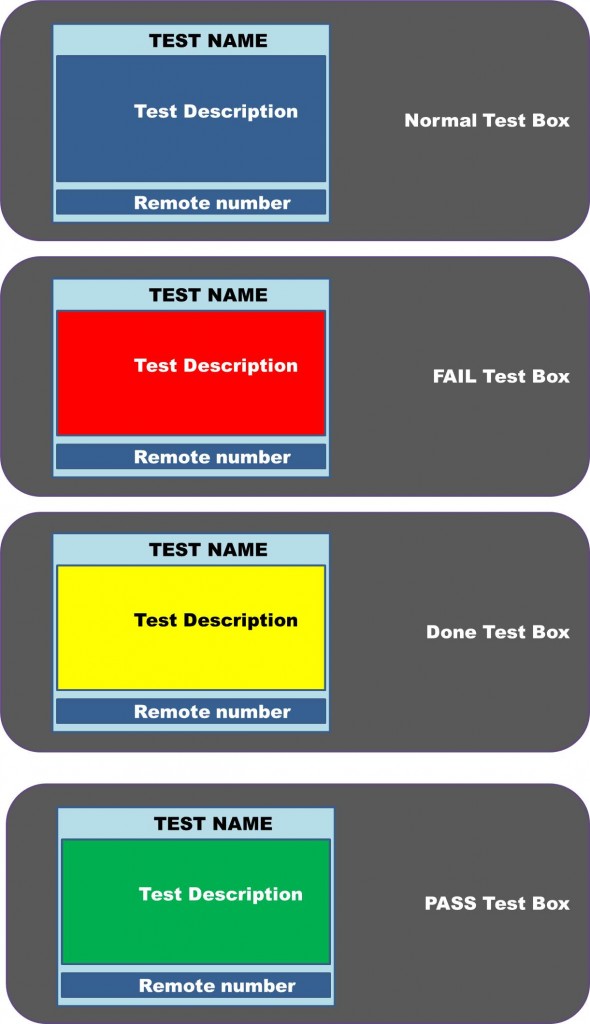 TEST NAME
Test Description
Normal Test Box
Remote number
TEST NAME
Test Description
FAIL Test Box
Remote number
TEST NAME
Test Description
Done Test Box
Remote number
TEST NAME
Test Description
PASS Test Box
Remote number